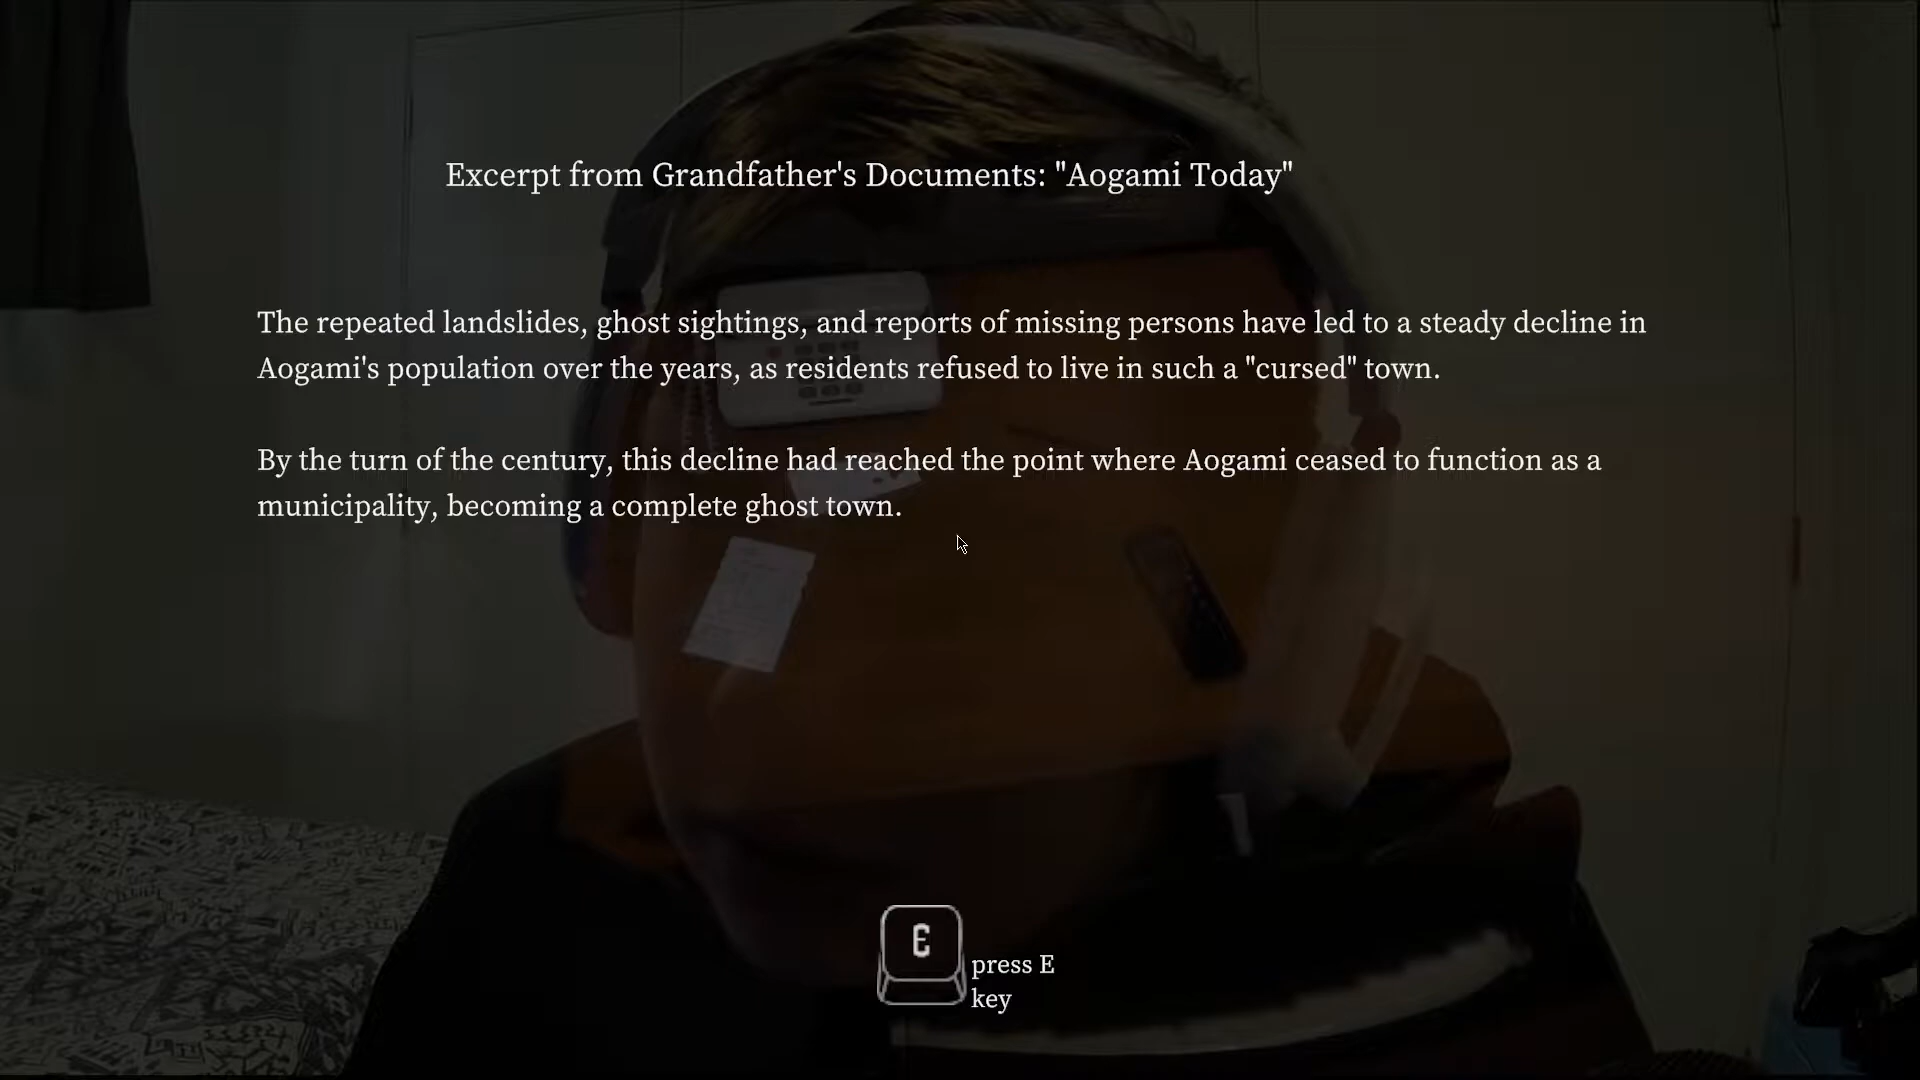 Excerpt from Grandfather's Documents: "Aogami Today"
The repeated landslides, ghost sightings, and reports of missing persons have led to a steady decline in
Aogami's population over the years, as residents refused to live in such a "cursed" town.
By the turn of the century, this decline had reached the point where Aogami ceased to function as a
municipality, becoming a complete ghost town.
E
press E
key